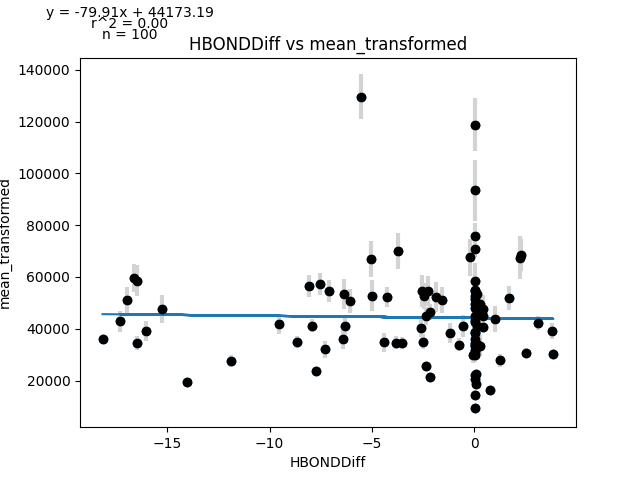 y = -79.91x + 44173.19
r^2 = 0.00
n = 100
HBONDDiff vs mean_transformed
140000
120000
100000
80000
60000
40000
20000
mean_transformed
−15
−10
−5
0
HBONDDiff